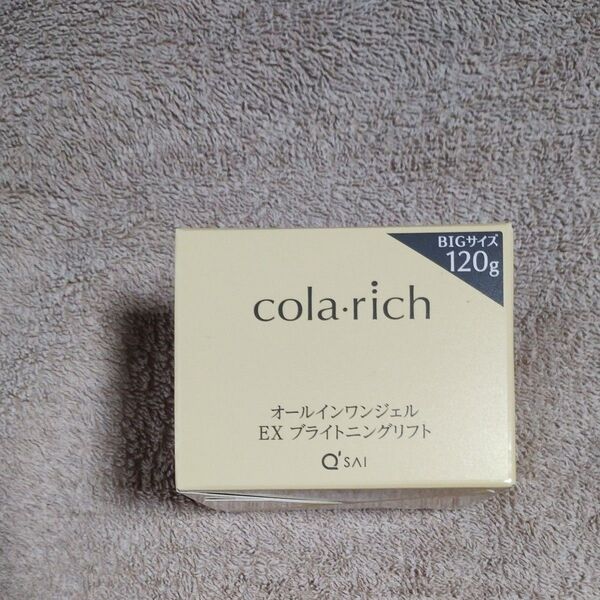 BIGサイズ
120g
cola·rich
オールインワンジェル
EX ブライトニングリフト
Q'SAI